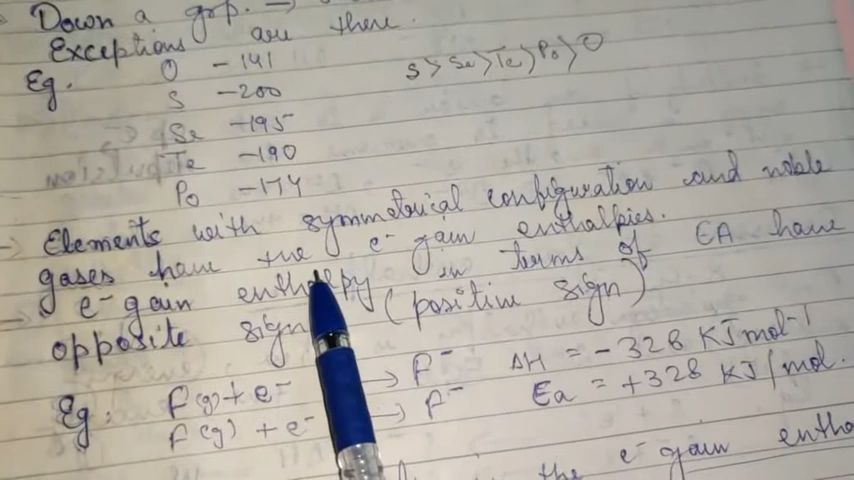 Down a grp. →
Exceptions are there.
Eg. O -141
S -200
Se -195
Te -190
Po -174
S > Se > Te > Po > O
→ Elements with symmetorical configuration and noble
gases have +ve e⁻ gain enthalpies.
→ e⁻ gain enthalpy in terms of EA have
opposite sign (positive sign)
Eg. F(g) + e⁻ → F⁻ ΔH = -328 KJ mol⁻¹
F(g) + e⁻ → F⁻ Ea = +328 KJ/mol.
the e⁻ gain entha